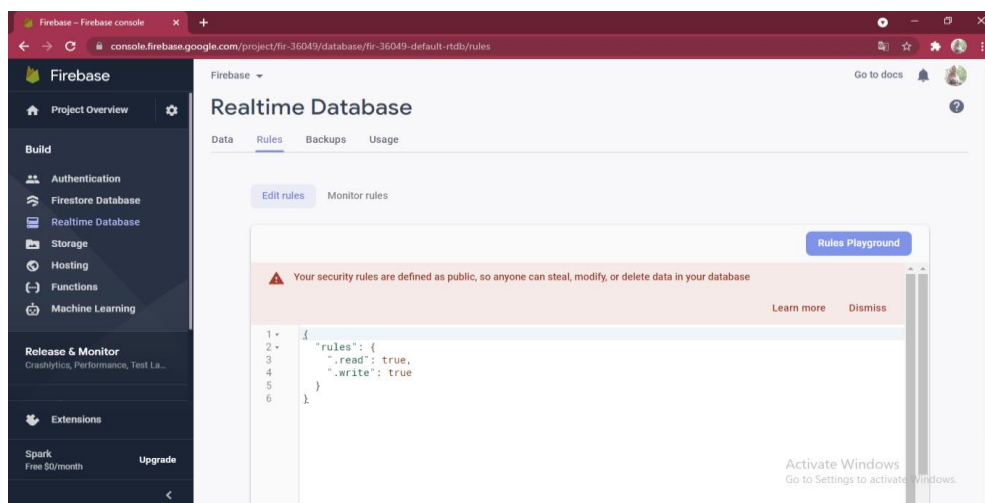 Firebase – Firebase console
console.firebase.google.com/project/fir-36049/database/fir-36049-default-rtdb/rules
Firebase
Firebase
Go to docs
Project Overview
Realtime Database
Data Rules Backups Usage
Build
Authentication
Firestore Database
Realtime Database
Storage
Hosting
Functions
Machine Learning
Release & Monitor
Crashlytics, Performance, Test La...
Extensions
Spark
Free $0/month
Upgrade
Edit rules Monitor rules
Rules Playground
Your security rules are defined as public, so anyone can steal, modify, or delete data in your database
Learn more Dismiss
1 {
2 "rules": {
3 ".read": true,
4 ".write": true
5 }
6 }
Activate Windows
Go to Settings to activate Windows.